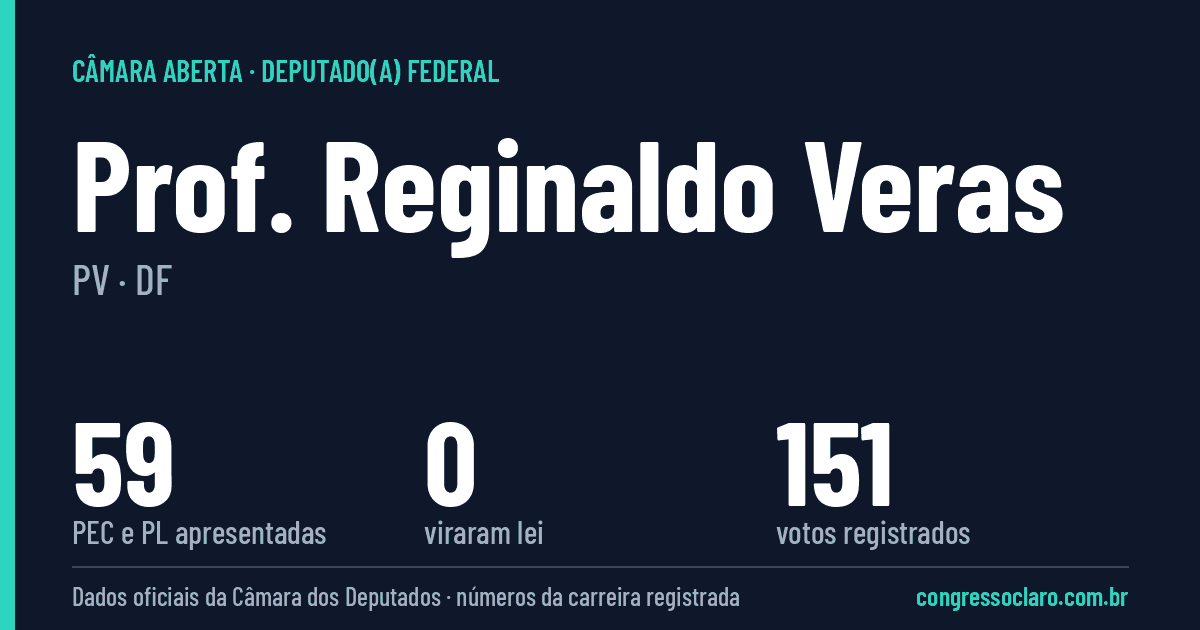 CÂMARA ABERTA · DEPUTADO(A) FEDERAL
Prof. Reginaldo Veras
PV · DF
59 0 151
PEC e PL apresentadas viraram lei votos registrados
Dados oficiais da Câmara dos Deputados · números da carreira registrada congressoclaro.com.br